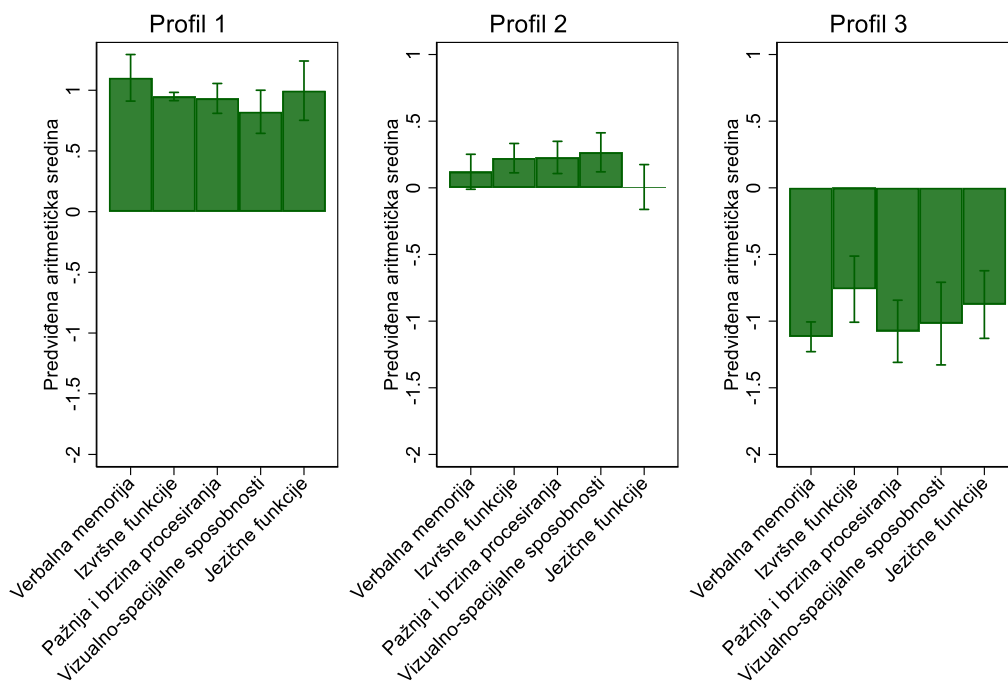 Profil 1
Predviđena aritmetička sredina
1
.5
0
-.5
-1
-1.5
-2
Verbalna memorija
Izvršne funkcije
Pažnja i brzina procesiranja
Vizualno-spacijalne sposobnosti
Jezične funkcije
Profil 2
Predviđena aritmetička sredina
1
.5
0
-.5
-1
-1.5
-2
Verbalna memorija
Izvršne funkcije
Pažnja i brzina procesiranja
Vizualno-spacijalne sposobnosti
Jezične funkcije
Profil 3
Predviđena aritmetička sredina
1
.5
0
-.5
-1
-1.5
-2
Verbalna memorija
Izvršne funkcije
Pažnja i brzina procesiranja
Vizualno-spacijalne sposobnosti
Jezične funkcije